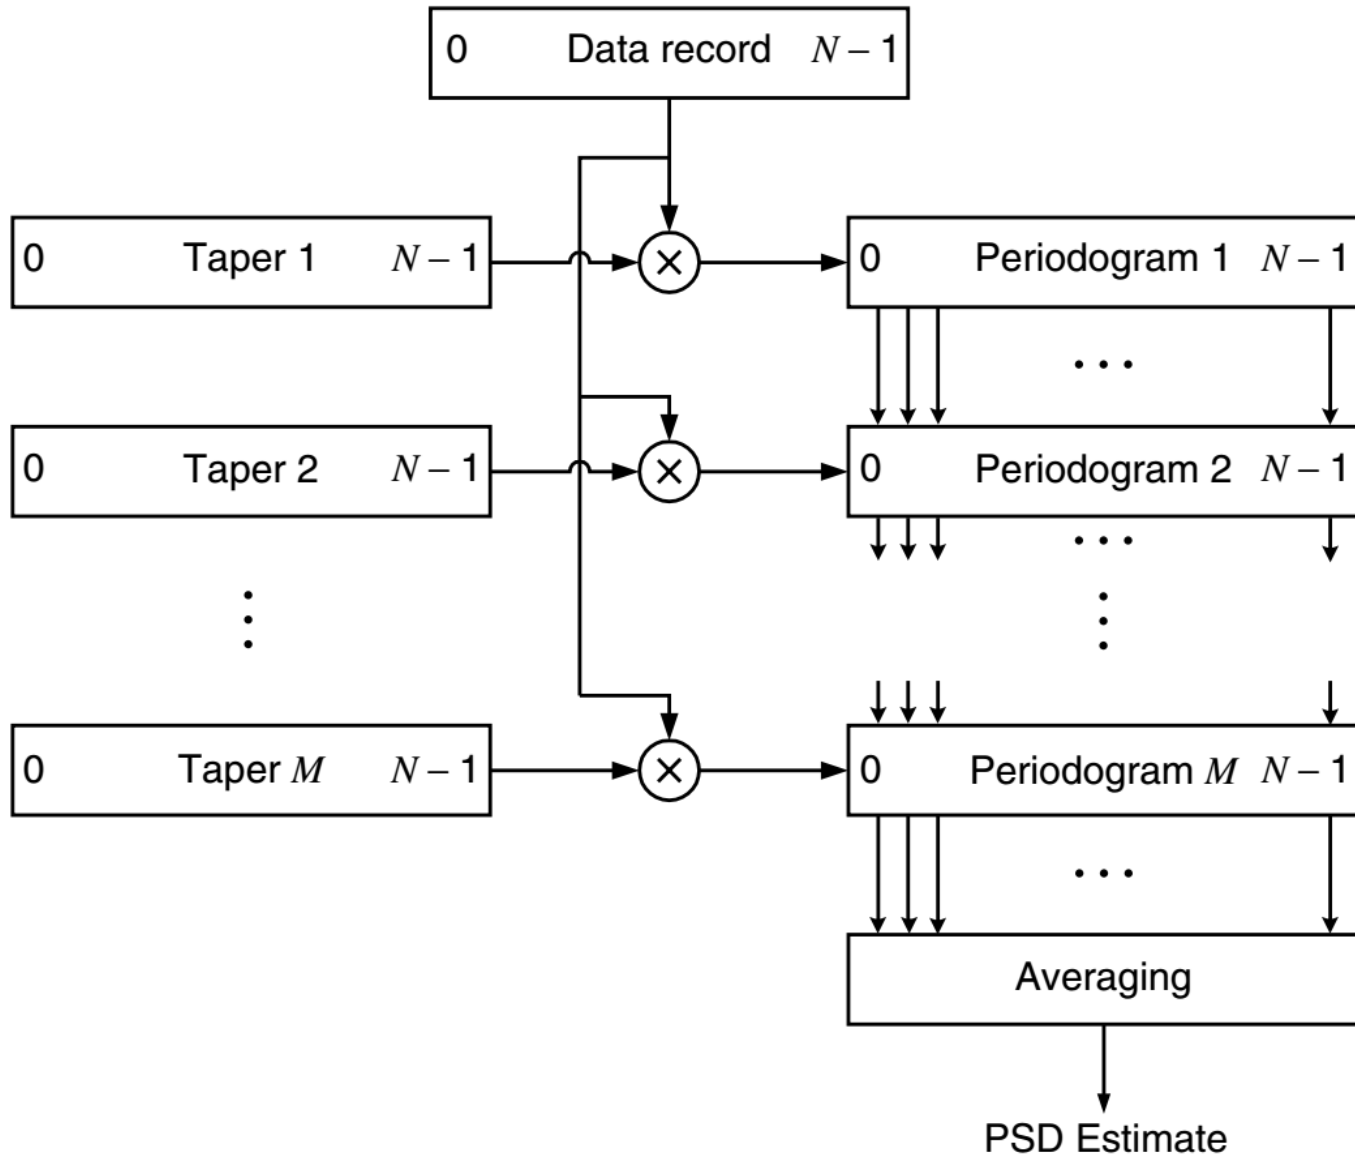 0 Data record N – 1
0 Taper 1 N – 1
0 Periodogram 1 N – 1
0 Taper 2 N – 1
0 Periodogram 2 N – 1
0 Taper M N – 1
0 Periodogram M N – 1
Averaging
PSD Estimate